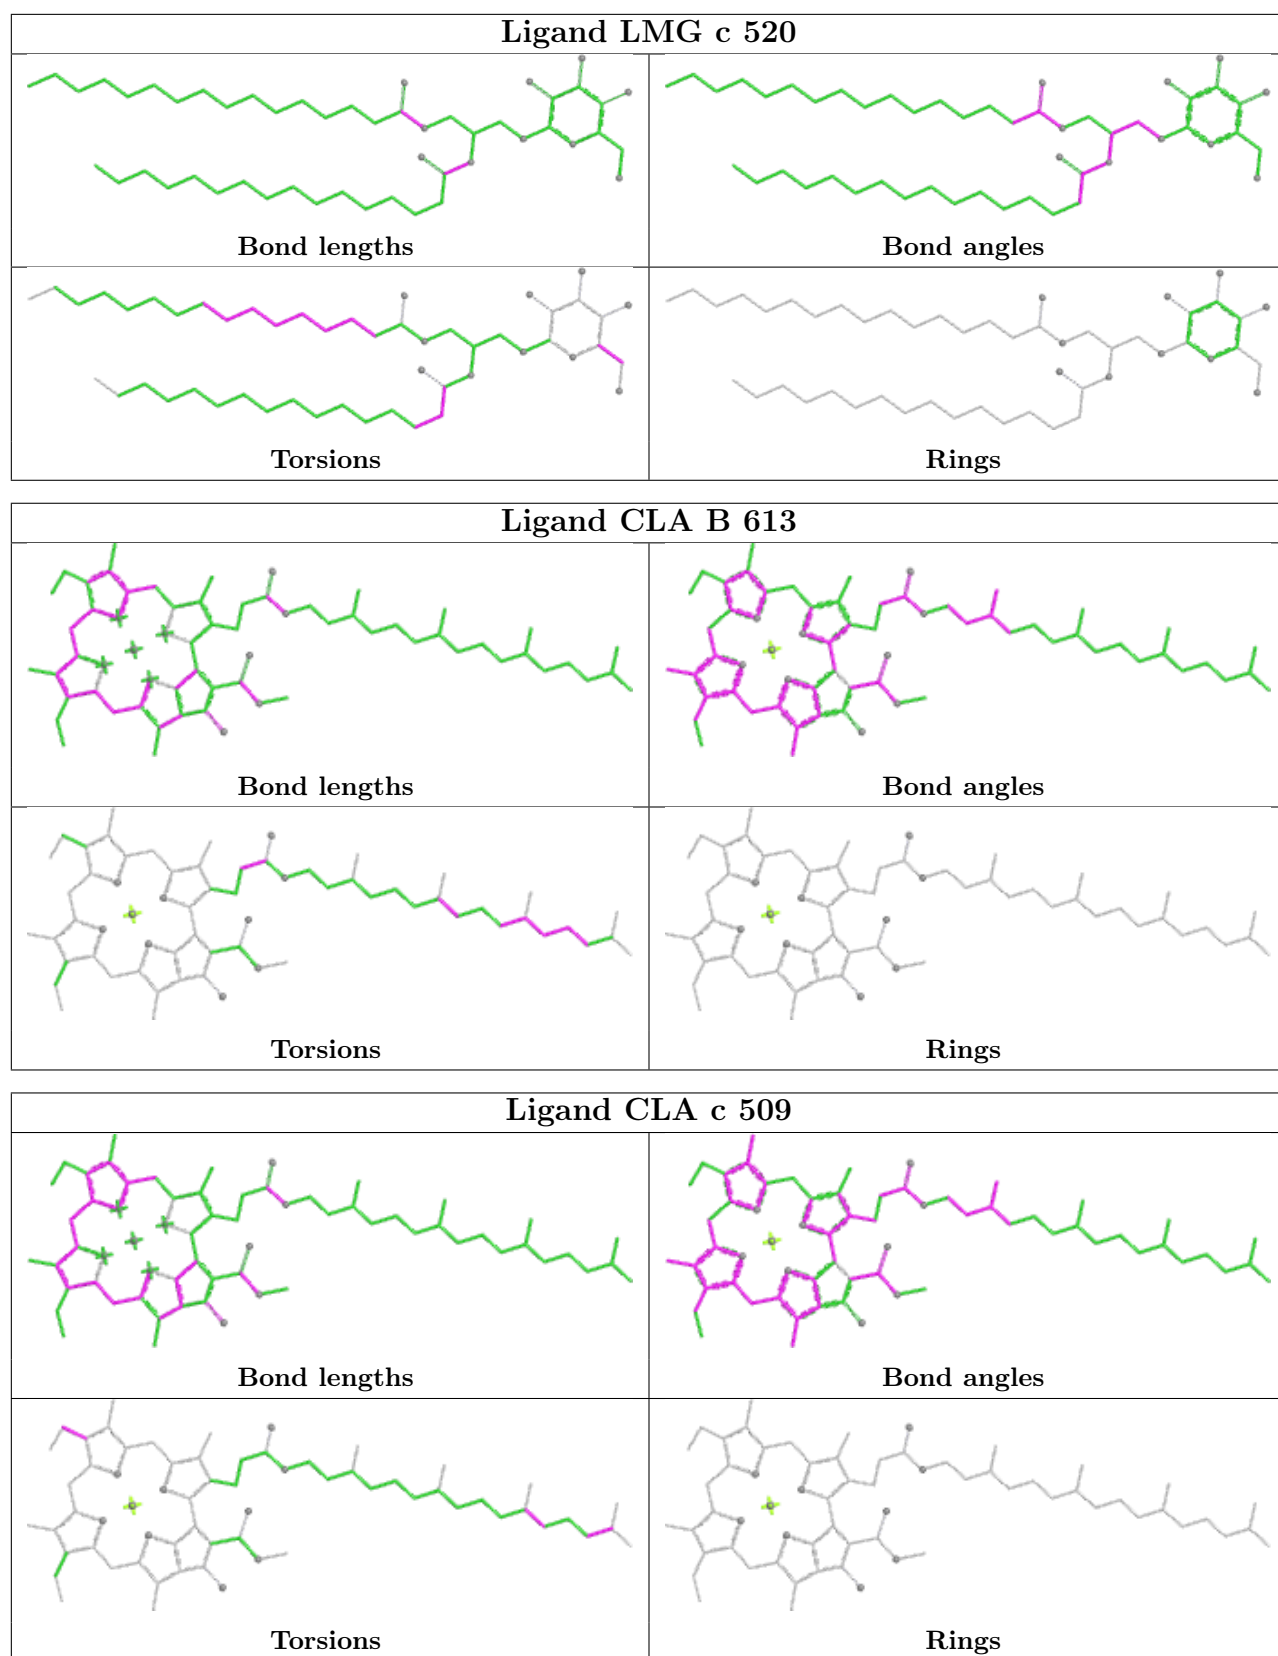 Ligand LMG c 520
Bond lengths
Bond angles
Torsions
Rings
Ligand CLA B 613
Bond lengths
Bond angles
Torsions
Rings
Ligand CLA c 509
Bond lengths
Bond angles
Torsions
Rings